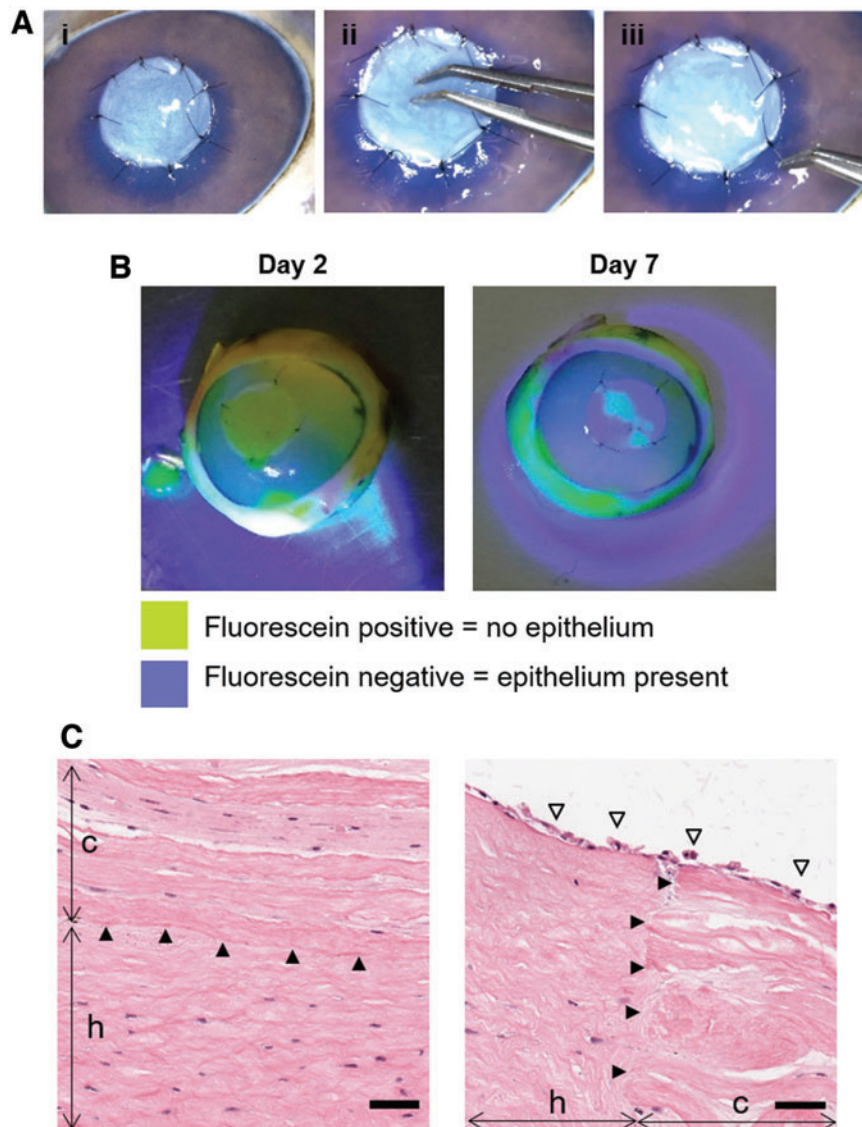 A
i
ii
iii
B
Day 2
Day 7
Fluorescein positive = no epithelium
Fluorescein negative = epithelium present
C
c
h
h
c